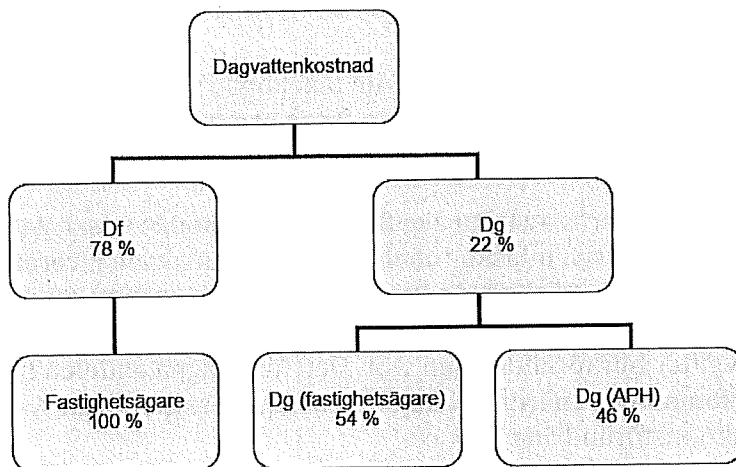 Dagvattenkostnad
Df
78 %
Dg
22 %
Fastighetsägare
100 %
Dg (fastighetsägare)
54 %
Dg (APH)
46 %